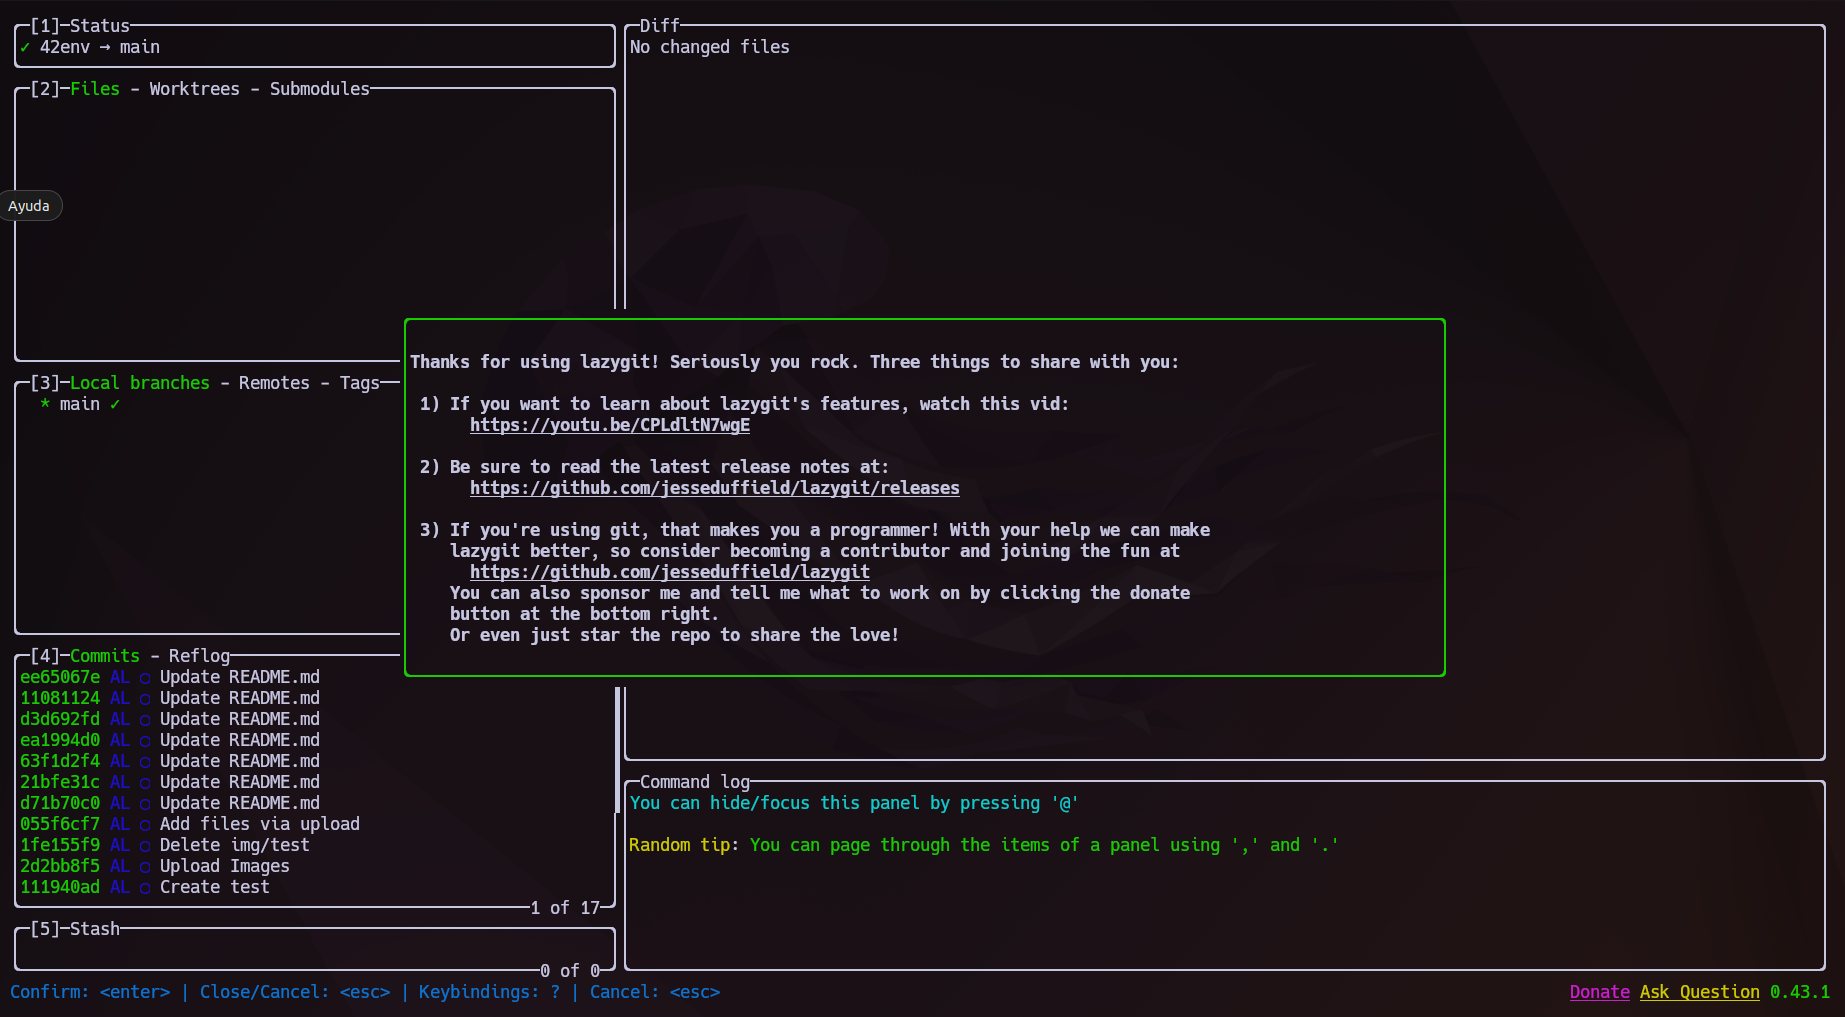 [1]─Status
✓ 42env → main
[2]─Files - Worktrees - Submodules
Ayuda
[3]─Local branches - Remotes - Tags
* main ✓
[4]─Commits - Reflog
ee65067e AL ○ Update README.md
11081124 AL ○ Update README.md
d3d692fd AL ○ Update README.md
ea1994d0 AL ○ Update README.md
63f1d2f4 AL ○ Update README.md
21bfe31c AL ○ Update README.md
d71b70c0 AL ○ Update README.md
055f6cf7 AL ○ Add files via upload
1fe155f9 AL ○ Delete img/test
2d2bb8f5 AL ○ Upload Images
111940ad AL ○ Create test
1 of 17
[5]─Stash
0 of 0
Diff
No changed files
Thanks for using lazygit! Seriously you rock. Three things to share with you:
1) If you want to learn about lazygit's features, watch this vid:
https://youtu.be/CPLdltN7wgE
2) Be sure to read the latest release notes at:
https://github.com/jesseduffield/lazygit/releases
3) If you're using git, that makes you a programmer! With your help we can make
lazygit better, so consider becoming a contributor and joining the fun at
https://github.com/jesseduffield/lazygit
You can also sponsor me and tell me what to work on by clicking the donate
button at the bottom right.
Or even just star the repo to share the love!
Command log
You can hide/focus this panel by pressing '@'
Random tip: You can page through the items of a panel using ',' and '.'
Confirm: <enter> | Close/Cancel: <esc> | Keybindings: ? | Cancel: <esc>
Donate Ask Question 0.43.1